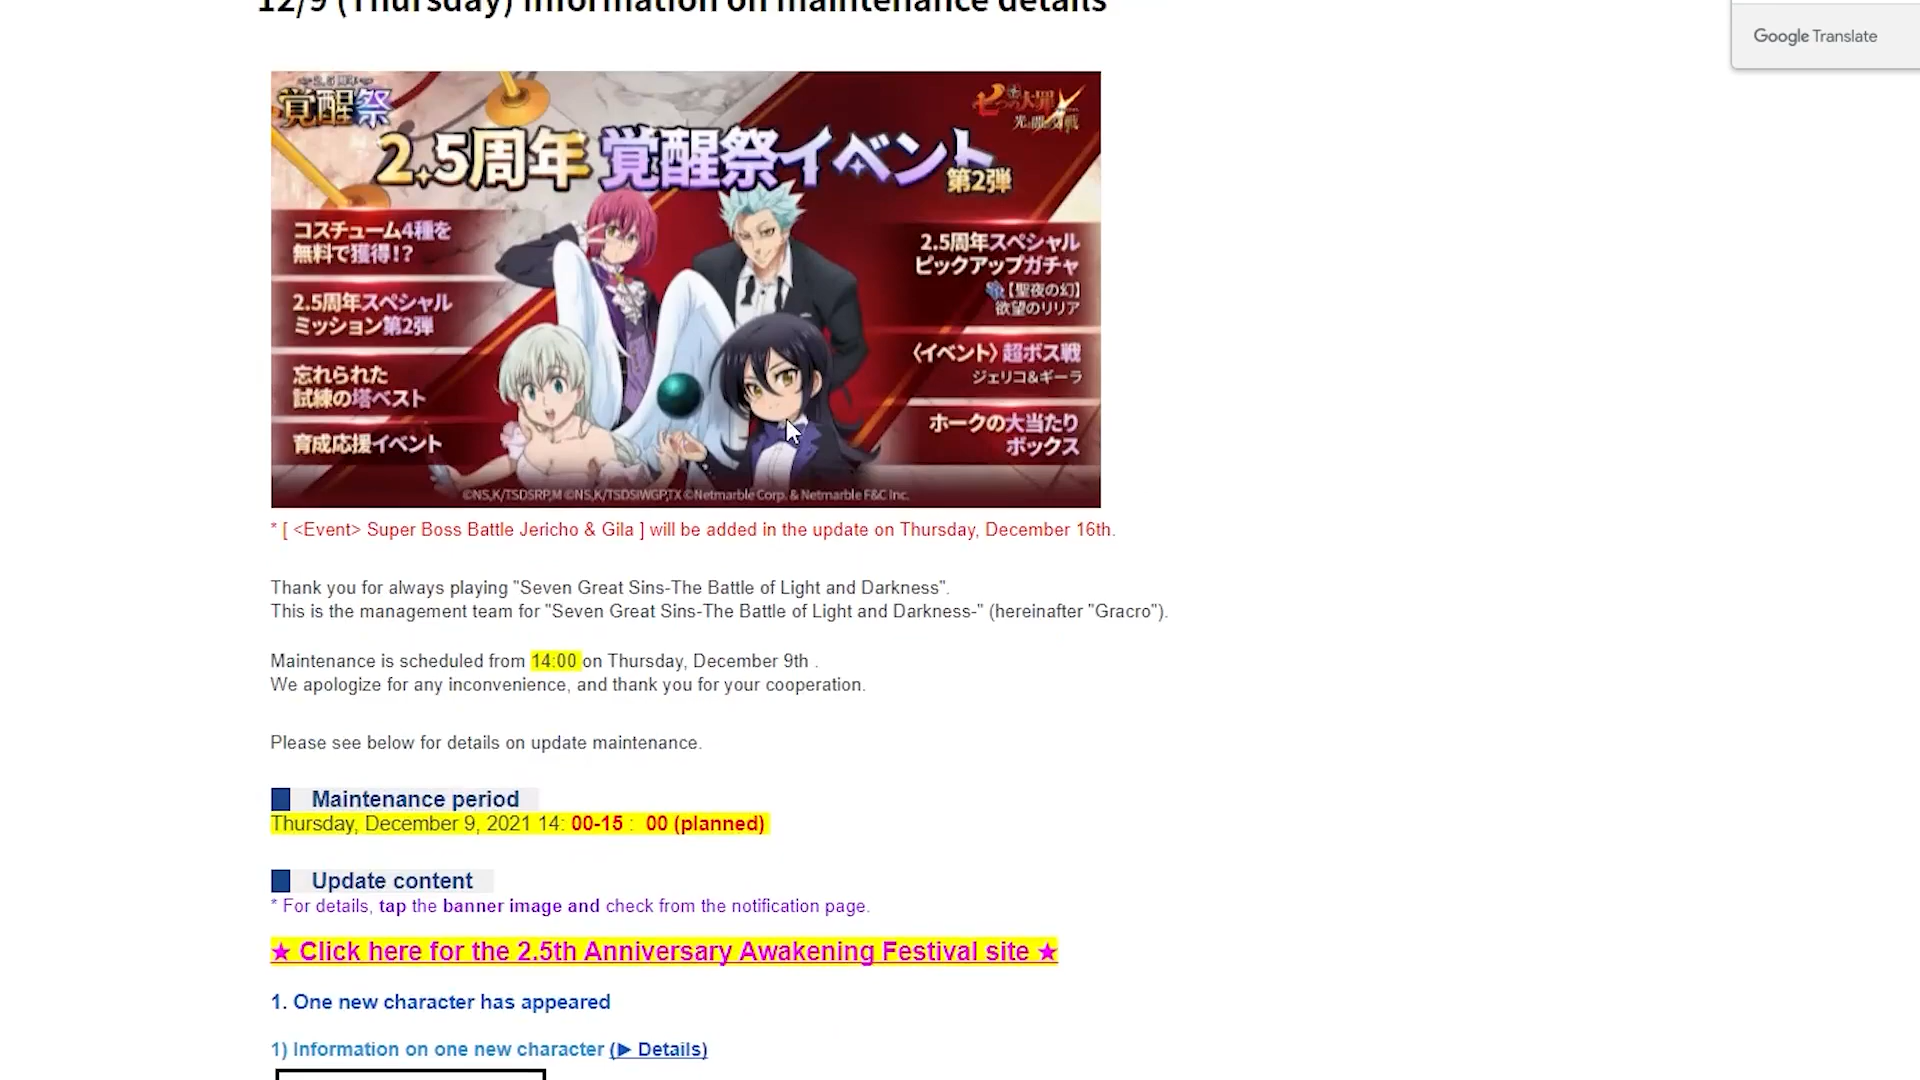 12/9 (Thursday) Information on maintenance details
Google Translate
2.5周年
覚醒祭
七つの大罪
光と闇の交戦
2.5周年 覚醒祭イベント
第2弾
コスチューム4種を
無料で獲得!?
2.5周年スペシャル
ミッション第2弾
忘れられた
試練の塔ベスト
育成応援イベント
2.5周年スペシャル
ピックアップガチャ
【聖夜の幻】
欲望のリリア
〈イベント〉超ボス戦
ジェリコ&ギーラ
ホークの大当たり
ボックス
©NS,K/TSDSRP,M ©NS,K/TSDSIWGP,TX ©Netmarble Corp. & Netmarble F&C Inc.
* [ <Event> Super Boss Battle Jericho & Gila ] will be added in the update on Thursday, December 16th.
Thank you for always playing "Seven Great Sins-The Battle of Light and Darkness".
This is the management team for "Seven Great Sins-The Battle of Light and Darkness-" (hereinafter "Gracro").
Maintenance is scheduled from 14:00 on Thursday, December 9th .
We apologize for any inconvenience, and thank you for your cooperation.
Please see below for details on update maintenance.
Maintenance period
Thursday, December 9, 2021 14: 00-15 : 00 (planned)
Update content
* For details, tap the banner image and check from the notification page.
★ Click here for the 2.5th Anniversary Awakening Festival site ★
1. One new character has appeared
1) Information on one new character (▶ Details)